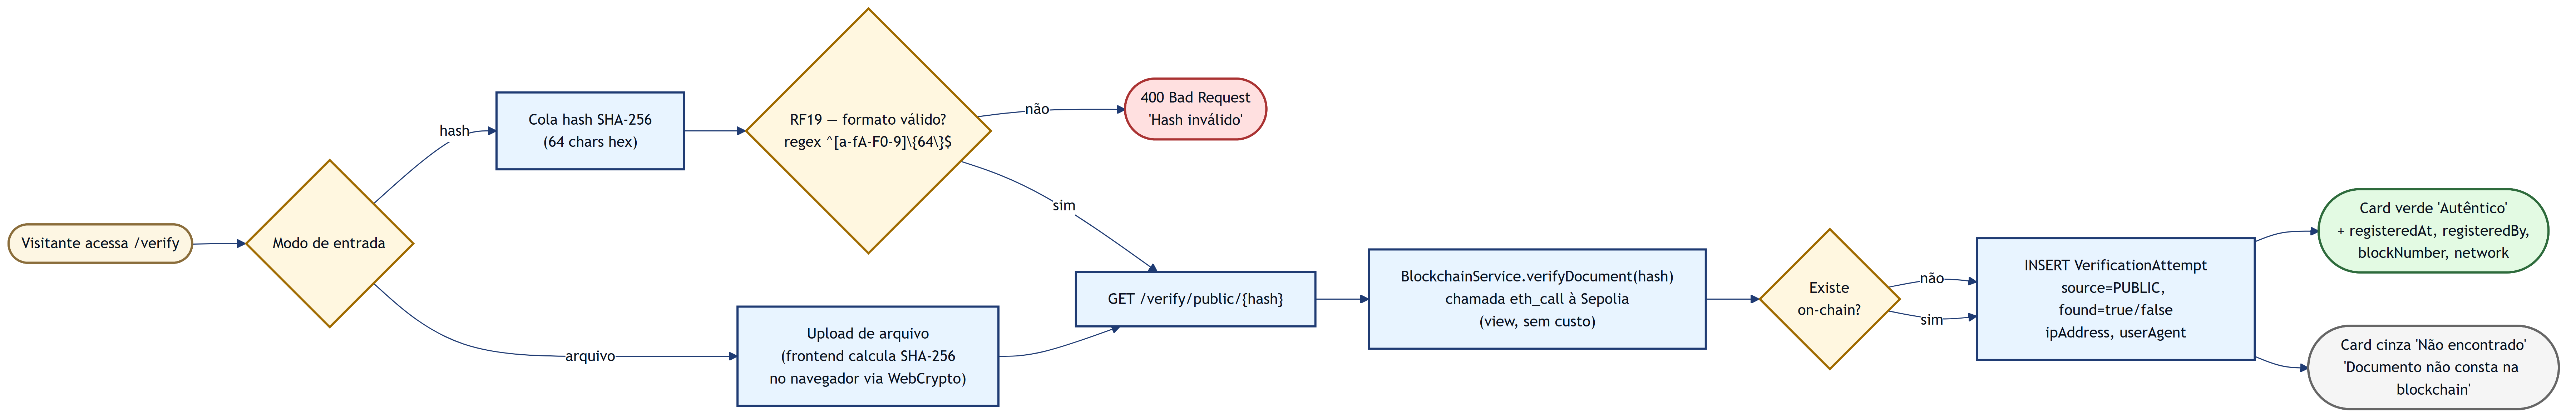 Visitante acessa /verify
Modo de entrada
hash
Cola hash SHA-256
(64 chars hex)
RF19 — formato válido?
regex ^[a-fA-F0-9]\{64\}$
não
400 Bad Request
'Hash inválido'
sim
arquivo
Upload de arquivo
(frontend calcula SHA-256
no navegador via WebCrypto)
GET /verify/public/{hash}
BlockchainService.verifyDocument(hash)
chamada eth_call à Sepolia
(view, sem custo)
Existe
on-chain?
não
sim
INSERT VerificationAttempt
source=PUBLIC,
found=true/false
ipAddress, userAgent
Card verde 'Autêntico'
+ registeredAt, registeredBy,
blockNumber, network
Card cinza 'Não encontrado'
'Documento não consta na
blockchain'